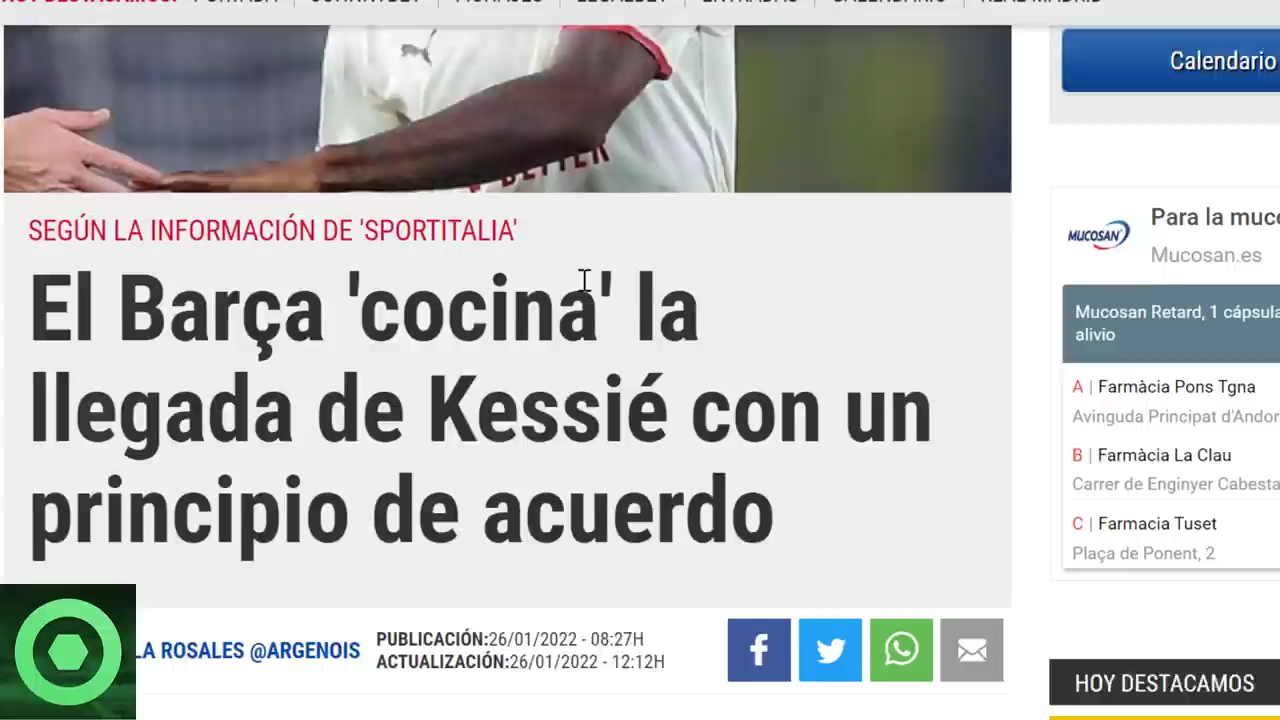 Calendario
SEGÚN LA INFORMACIÓN DE 'SPORTITALIA'
El Barça 'cocina' la
llegada de Kessié con un
principio de acuerdo
LA ROSALES @ARGENOIS
PUBLICACIÓN:26/01/2022 - 08:27H
ACTUALIZACIÓN:26/01/2022 - 12:12H
MUCOSAN
Para la muco
Mucosan.es
Mucosan Retard, 1 cápsula
alivio
A | Farmàcia Pons Tgna
Avinguda Principat d'Andor
B | Farmàcia La Clau
Carrer de Enginyer Cabesta
C | Farmacia Tuset
Plaça de Ponent, 2
HOY DESTACAMOS